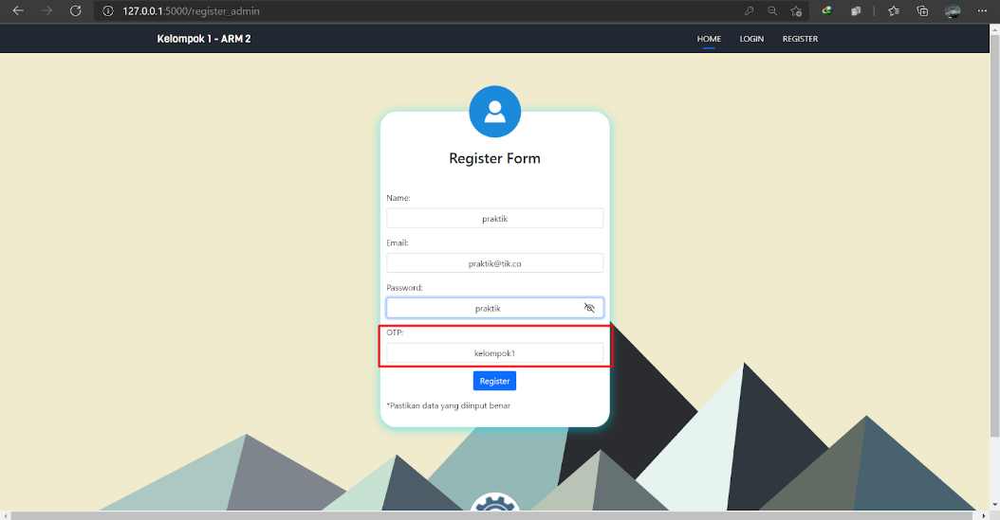 127.0.0.1:5000/register_admin
Kelompok 1 - ARM 2
HOME LOGIN REGISTER
Register Form
Name:
praktik
Email:
praktik@tik.co
Password:
praktik
OTP:
kelompok1
Register
*Pastikan data yang diinput benar